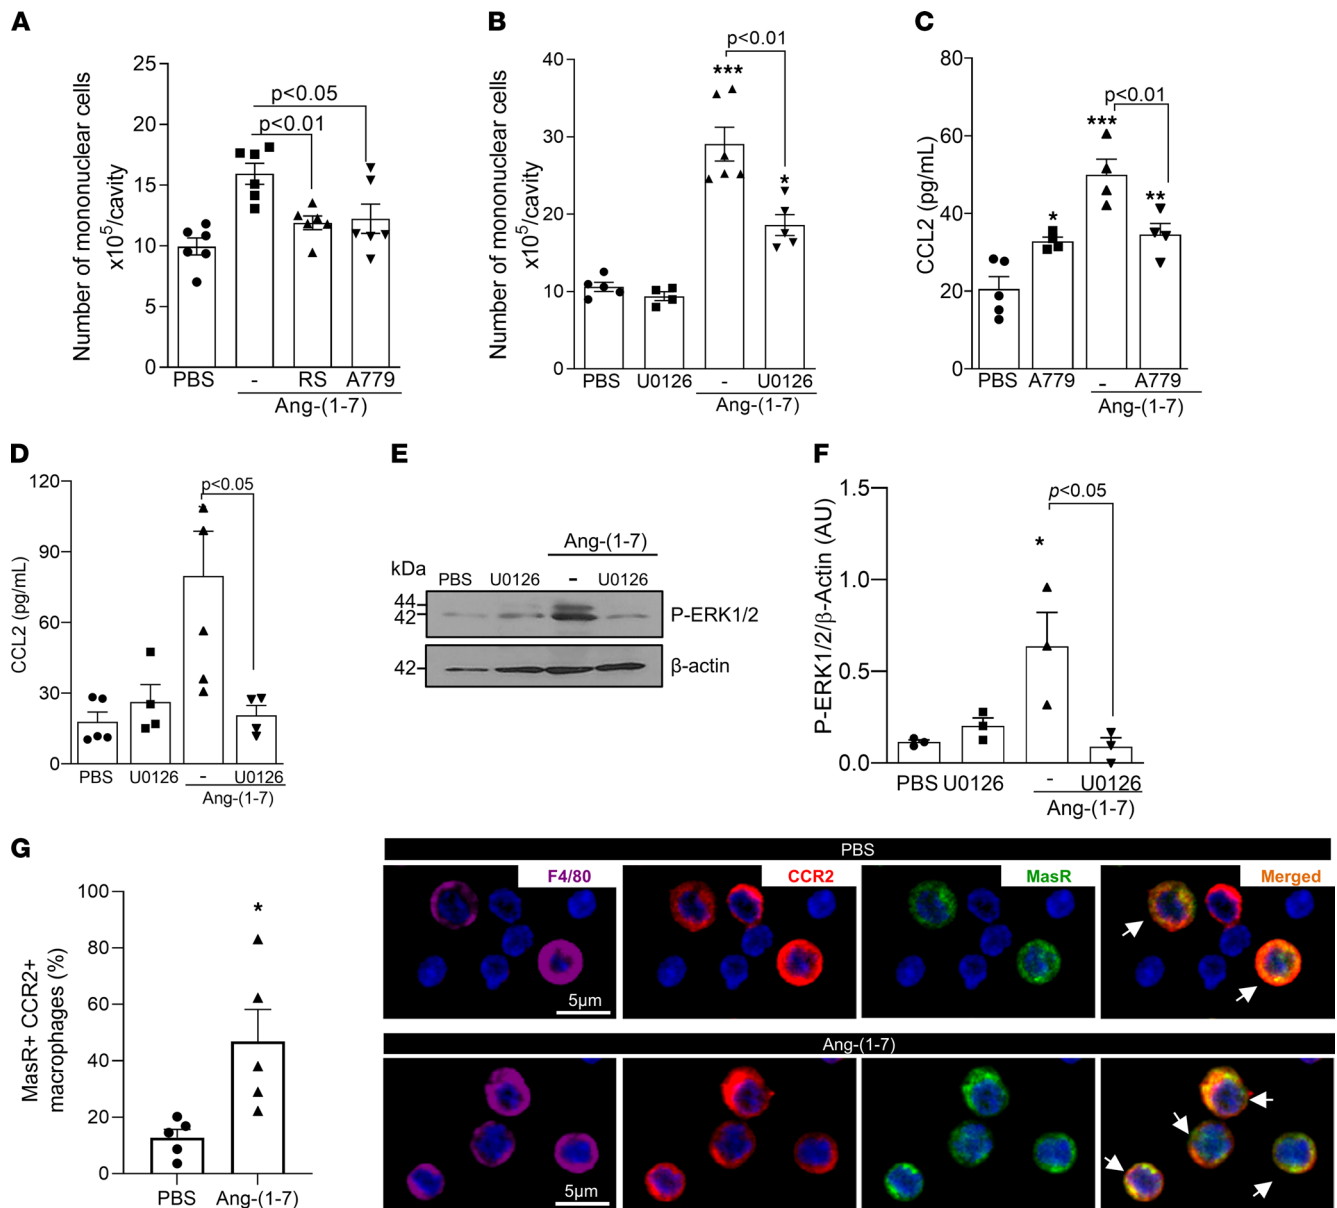 A
Number of mononuclear cells
x10⁵/cavity
25
20
15
10
5
0
p<0.05
p<0.01
PBS - RS A779
Ang-(1-7)
B
Number of mononuclear cells
x10⁵/cavity
40
30
20
10
0
p<0.01
***
*
PBS U0126 - U0126
Ang-(1-7)
C
CCL2 (pg/mL)
80
60
40
20
0
p<0.01
***
**
*
PBS A779 - A779
Ang-(1-7)
D
CCL2 (pg/mL)
120
90
60
30
0
p<0.05
PBS U0126 - U0126
Ang-(1-7)
E
Ang-(1-7)
kDa
PBS U0126 - U0126
44
42
P-ERK1/2
42
β-actin
F
P-ERK1/2/β-Actin (AU)
1.5
1.0
0.5
0.0
p<0.05
*
PBS U0126 - U0126
Ang-(1-7)
G
MasR+ CCR2+
macrophages (%)
100
80
60
40
20
0
*
PBS Ang-(1-7)
PBS
F4/80 CCR2 MasR Merged
5µm
Ang-(1-7)
5µm